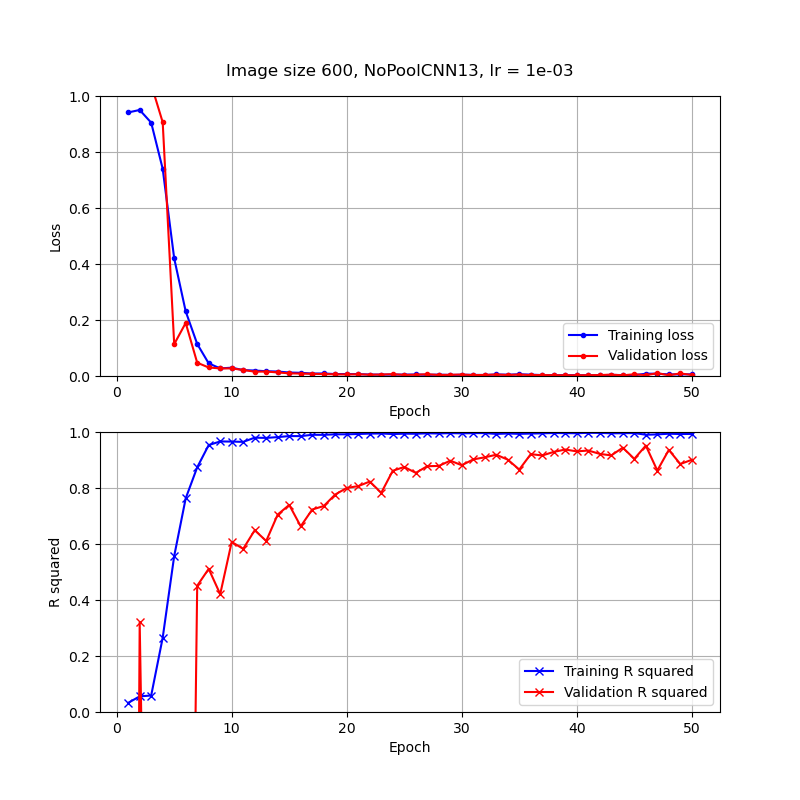 Image size 600, NoPoolCNN13, lr = 1e-03
1.0
0.8
0.6
0.4
0.2
0.0
Loss
Training loss
Validation loss
0 10 20 30 40 50
Epoch
1.0
0.8
0.6
0.4
0.2
0.0
R squared
Training R squared
Validation R squared
0 10 20 30 40 50
Epoch